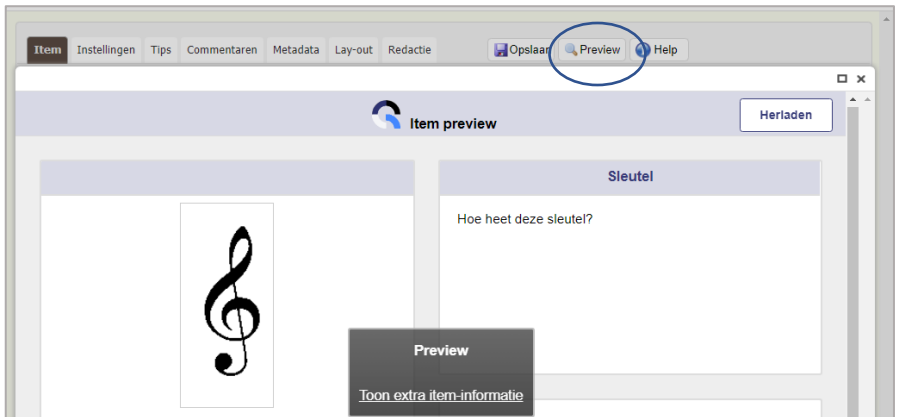 Item Instellingen Tips Commentaren Metadata Lay-out Redactie Opslaan Preview Help
Item preview
Herladen
Sleutel
Hoe heet deze sleutel?
Preview
Toon extra item-informatie